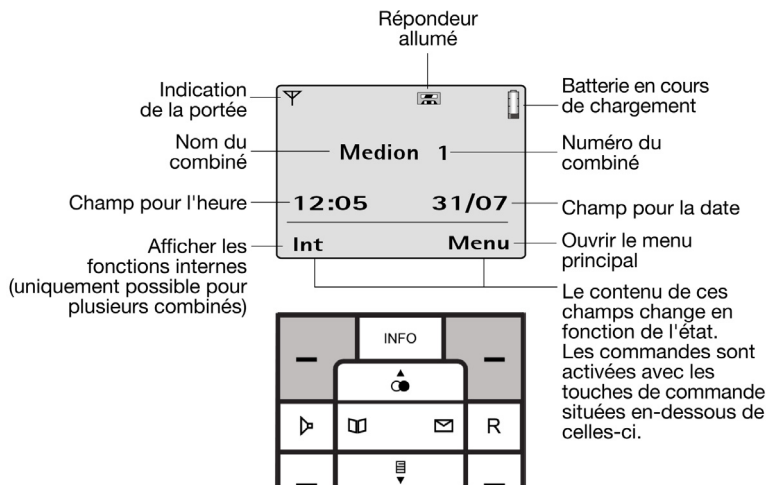 Répondeur
allumé
Indication
de la portée
Batterie en cours
de chargement
Nom du
combiné
Medion 1
Numéro du
combiné
Champ pour l'heure
12:05
31/07
Champ pour la date
Afficher les
fonctions internes
(uniquement possible pour
plusieurs combinés)
Int
Menu
Ouvrir le menu
principal
Le contenu de ces
champs change en
fonction de l'état.
Les commandes sont
activées avec les
touches de commande
situées en-dessous de
celles-ci.
INFO
R